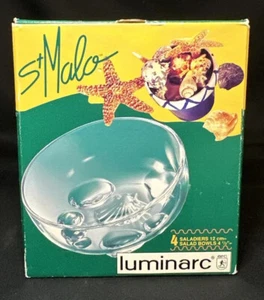 St Malo
4 SALADIERS 12 cm
SALAD BOWLS 4
luminarc